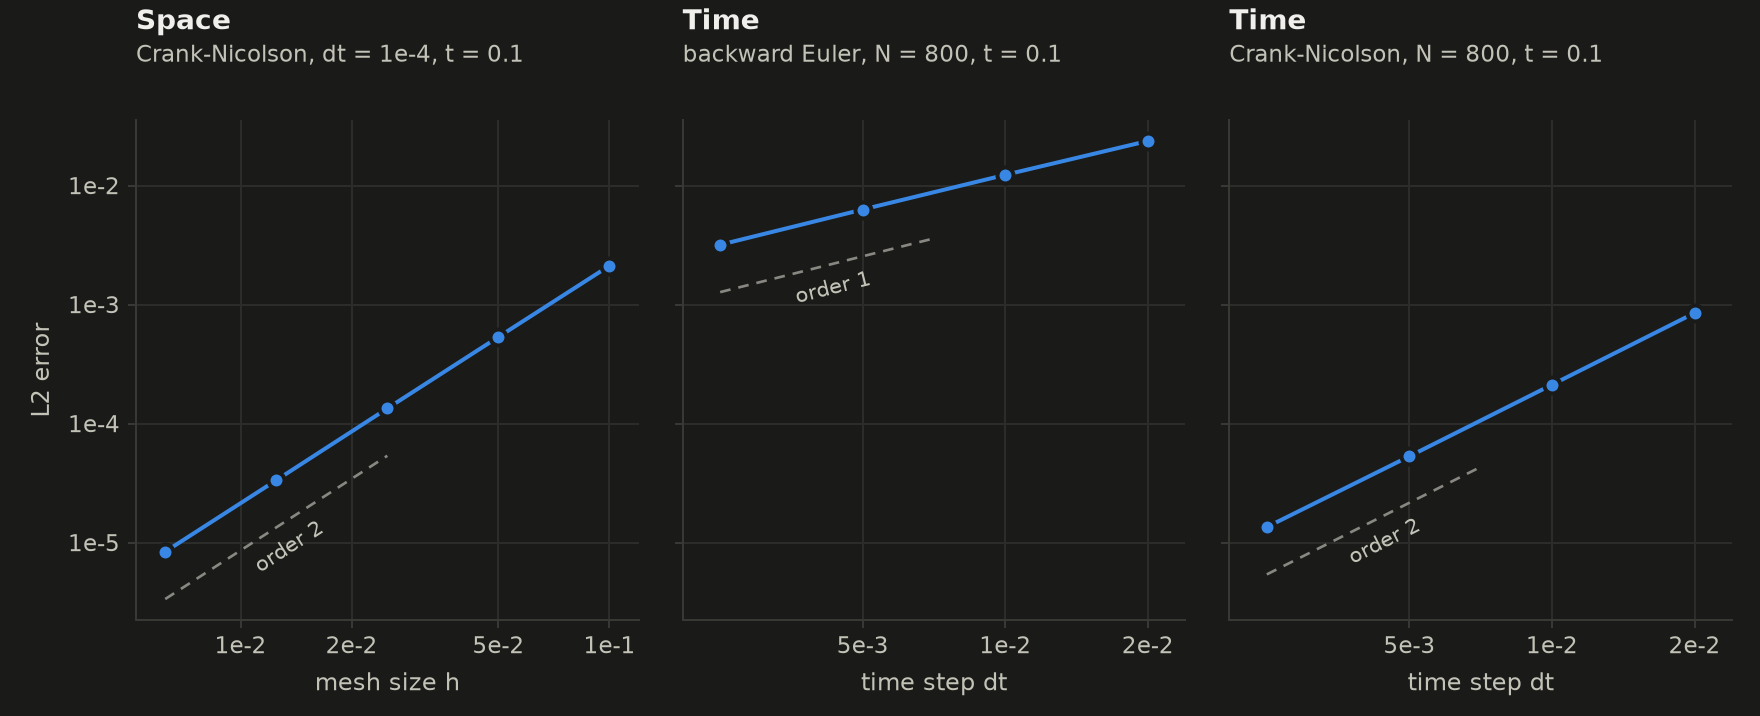 Space
Crank-Nicolson, dt = 1e-4, t = 0.1
Time
backward Euler, N = 800, t = 0.1
Time
Crank-Nicolson, N = 800, t = 0.1
L2 error
1e-2
1e-3
1e-4
1e-5
order 2
1e-2
2e-2
5e-2
1e-1
mesh size h
order 1
5e-3
1e-2
2e-2
time step dt
order 2
5e-3
1e-2
2e-2
time step dt